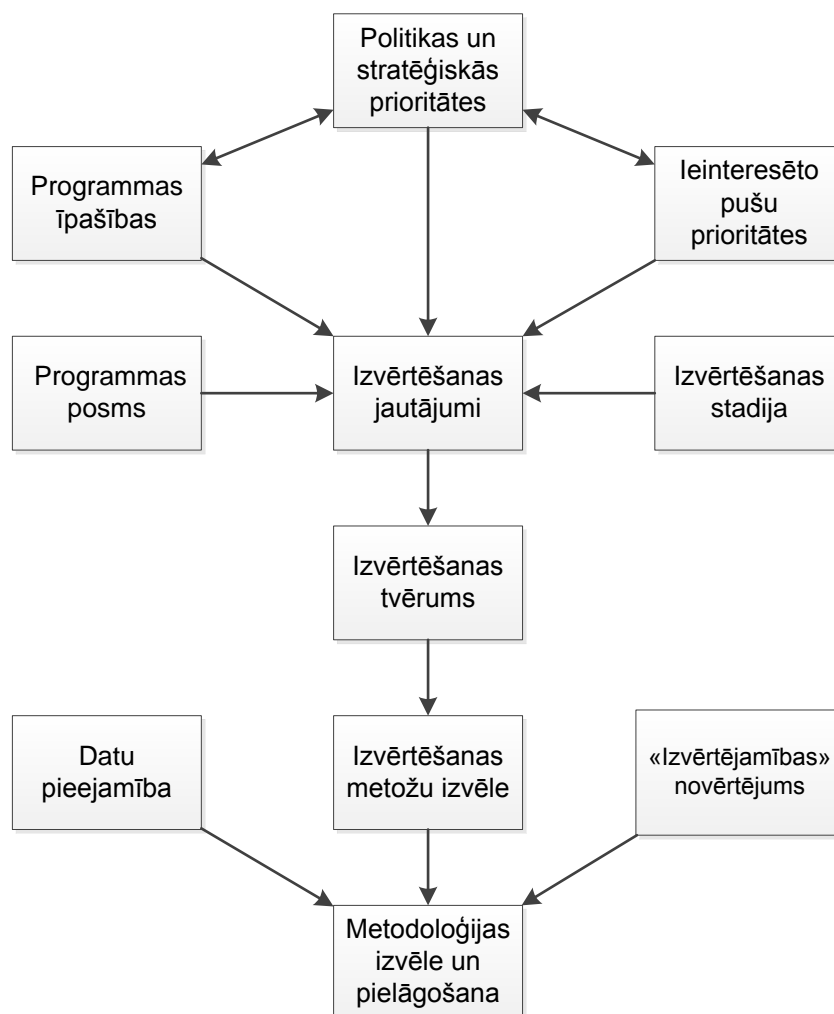 Politikas un
stratēģiskās
prioritātes
Programmas
īpašības
Ieinteresēto
pušu
prioritātes
Programmas
posms
Izvērtēšanas
jautājumi
Izvērtēšanas
stadija
Izvērtēšanas
tvērums
Datu
pieejamība
Izvērtēšanas
metožu izvēle
«Izvērtējamības»
novērtējums
Metodoloģijas
izvēle un
pielāgošana